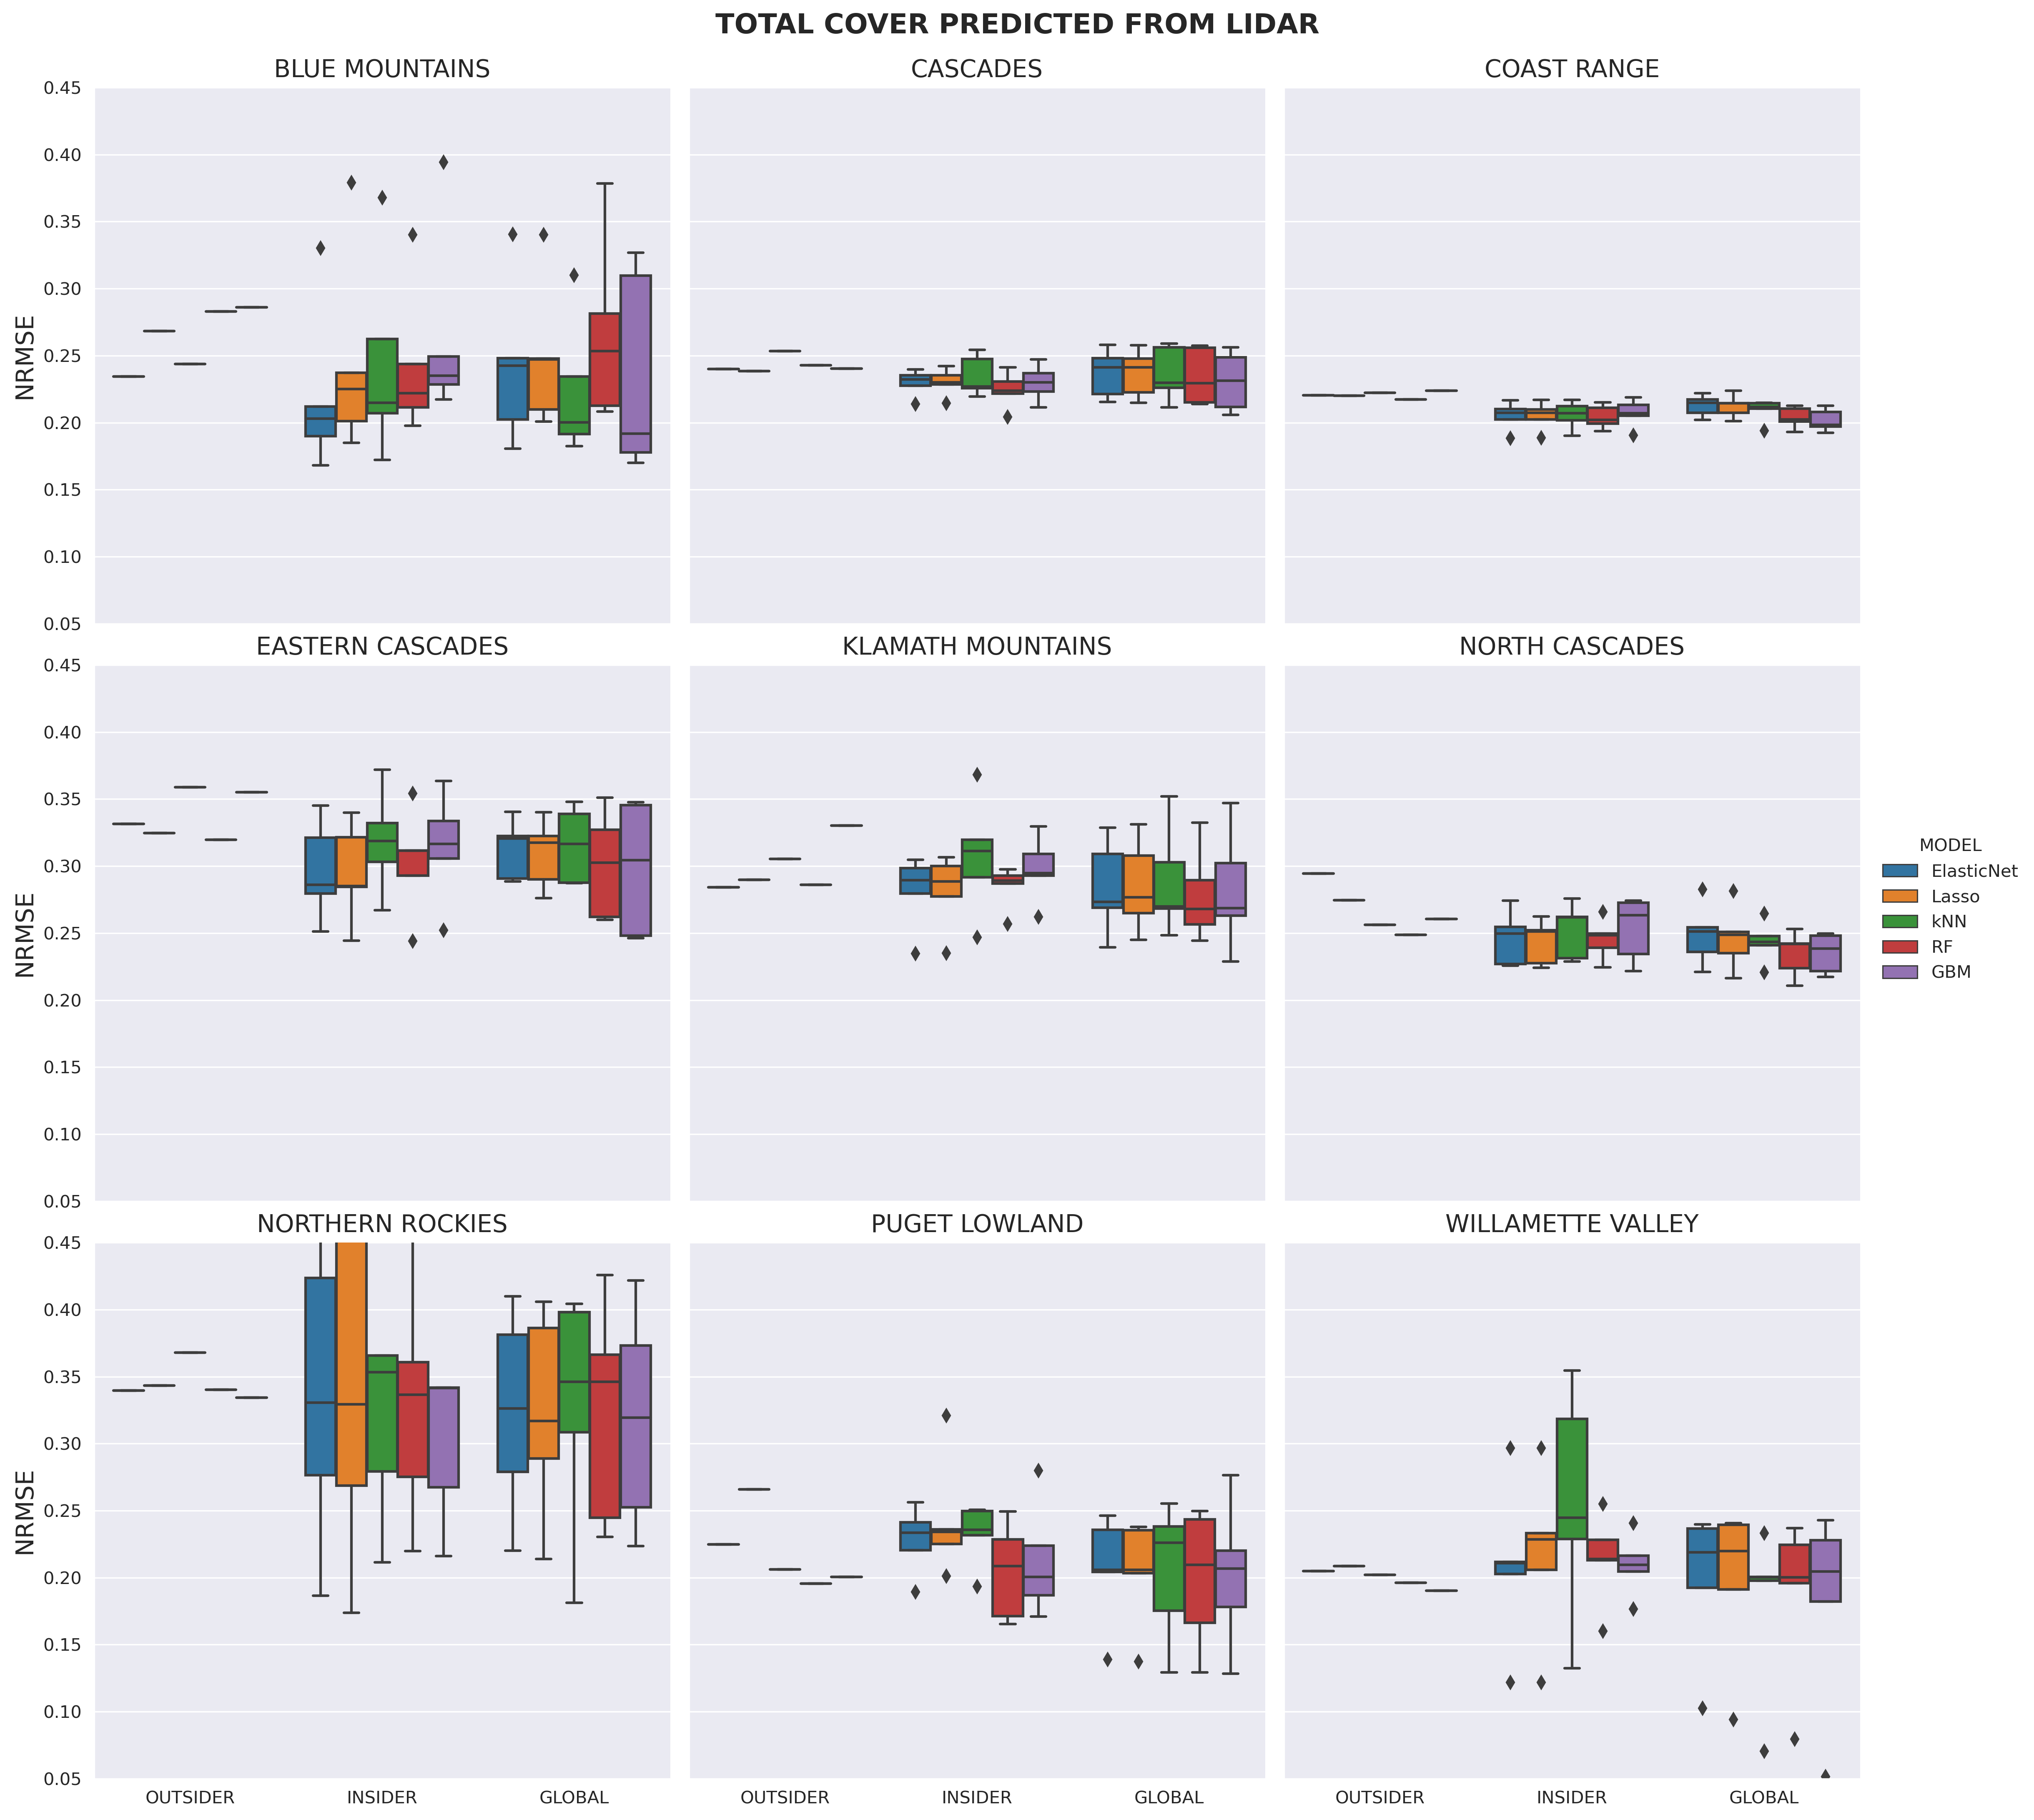 TOTAL COVER PREDICTED FROM LIDAR
BLUE MOUNTAINS
CASCADES
COAST RANGE
0.45
0.40
0.35
0.30
0.25
0.20
0.15
0.10
0.05
NRMSE
EASTERN CASCADES
KLAMATH MOUNTAINS
NORTH CASCADES
0.45
0.40
0.35
0.30
0.25
0.20
0.15
0.10
0.05
NRMSE
MODEL
ElasticNet
Lasso
kNN
RF
GBM
NORTHERN ROCKIES
PUGET LOWLAND
WILLAMETTE VALLEY
0.45
0.40
0.35
0.30
0.25
0.20
0.15
0.10
0.05
NRMSE
OUTSIDER INSIDER GLOBAL
OUTSIDER INSIDER GLOBAL
OUTSIDER INSIDER GLOBAL